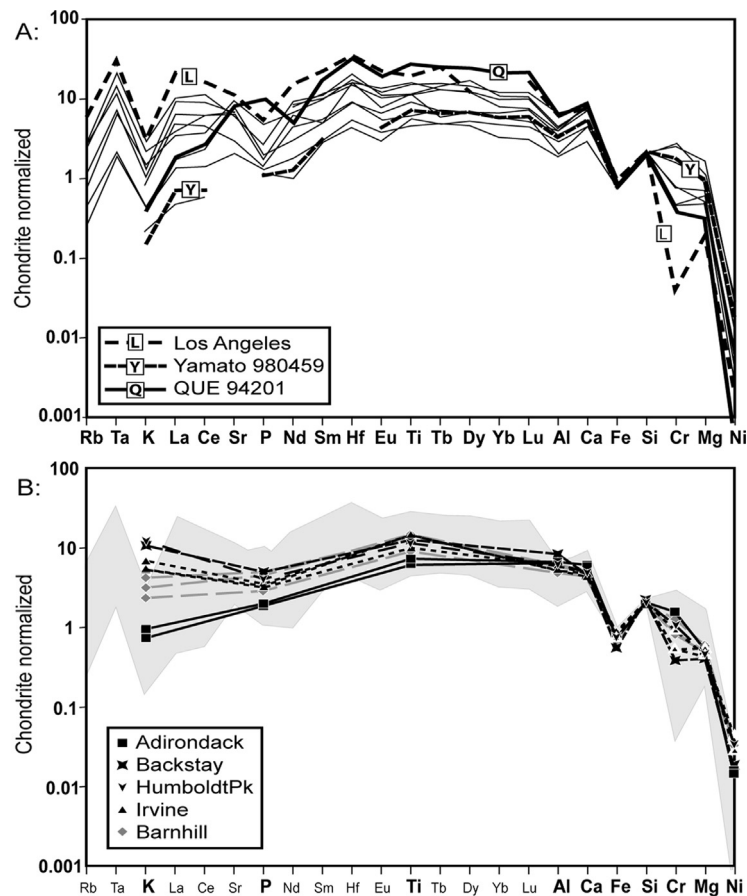 A:
Chondrite normalized
100
10
1
0.1
0.01
0.001
L
Y
Q
Y
L
L Los Angeles
Y Yamato 980459
Q QUE 94201
Rb Ta K La Ce Sr P Nd Sm Hf Eu Ti Tb Dy Yb Lu Al Ca Fe Si Cr Mg Ni
B:
Chondrite normalized
100
10
1
0.1
0.01
0.001
Adirondack
Backstay
HumboldtPk
Irvine
Barnhill
Rb Ta K La Ce Sr P Nd Sm Hf Eu Ti Tb Dy Yb Lu Al Ca Fe Si Cr Mg Ni